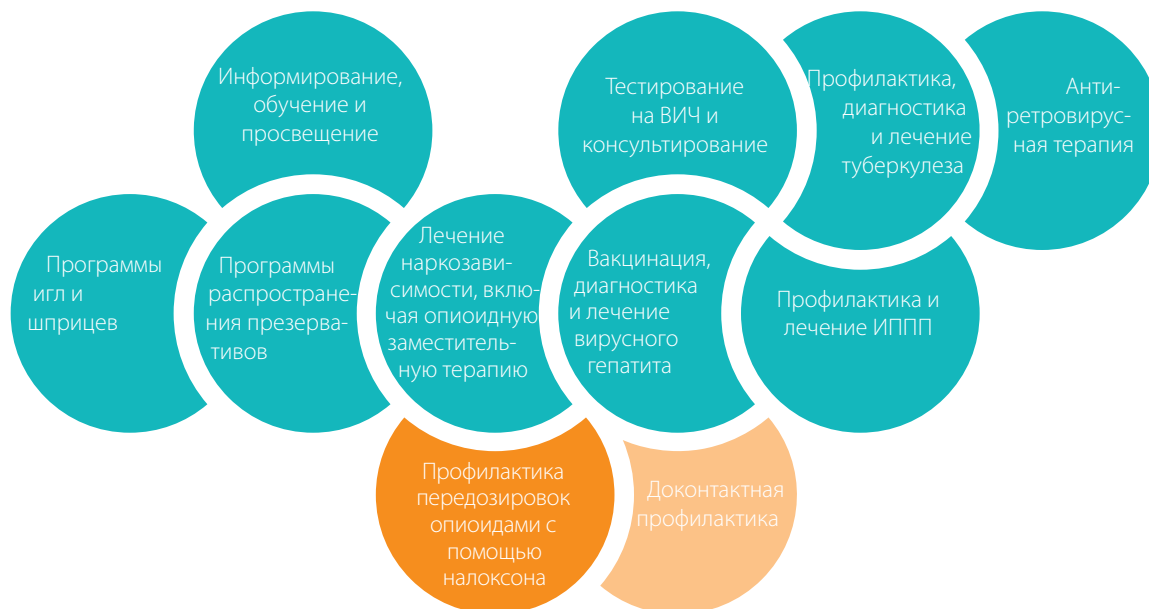 Информирование,
обучение и
просвещение
Тестирование
на ВИЧ и
консультирование
Профилактика,
диагностика
и лечение
туберкулеза
Анти-
ретровирус-
ная терапия
Программы
игл и
шприцев
Программы
распростране-
ния презерва-
тивов
Лечение
наркозави-
симости, вклю-
чая опиоидную
заместитель-
ную терапию
Вакцинация,
диагностика
и лечение
вирусного
гепатита
Профилактика и
лечение ИППП
Профилактика
передозировок
опиоидами с
помощью
налоксона
Доконтактная
профилактика